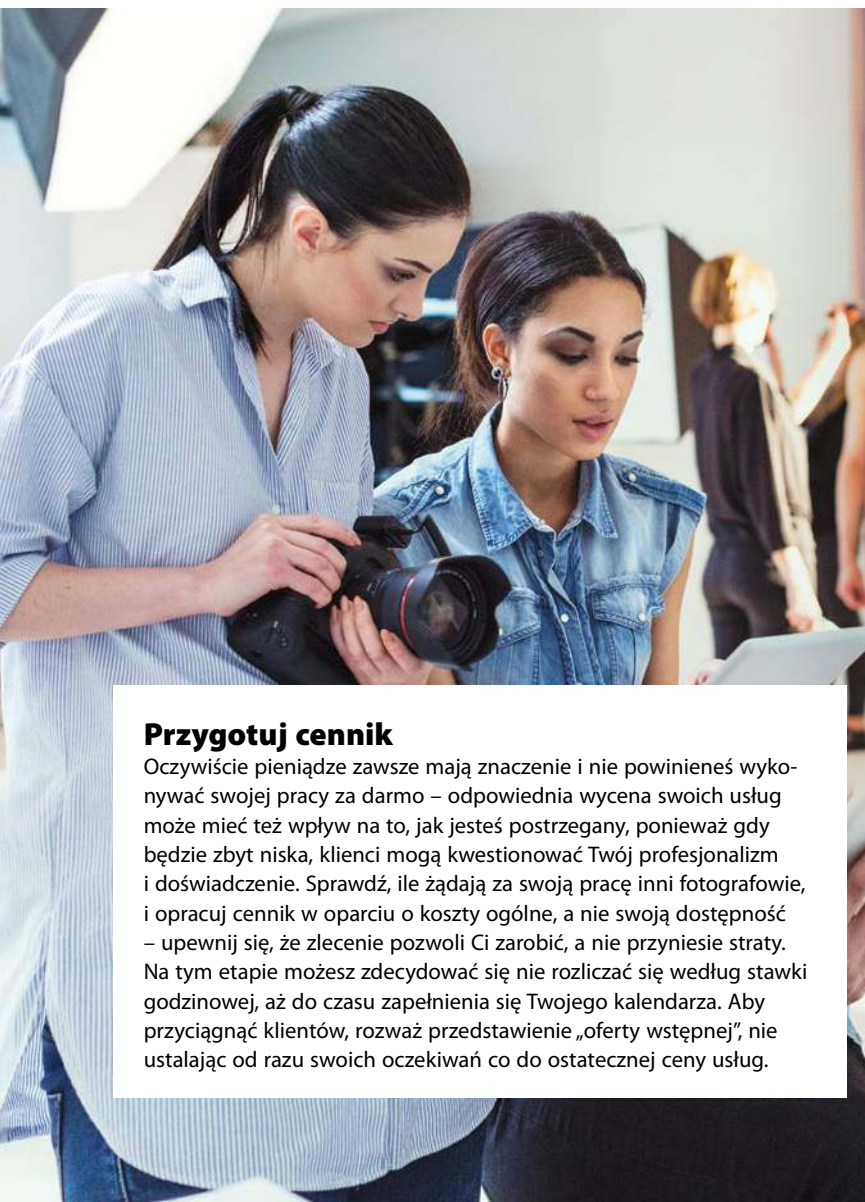 Przygotuj cennik
Oczywiście pieniądze zawsze mają znaczenie i nie powinieneś wyko-
nywać swojej pracy za darmo – odpowiednia wycena swoich usług
może mieć też wpływ na to, jak jesteś postrzegany, ponieważ gdy
będzie zbyt niska, klienci mogą kwestionować Twój profesjonalizm
i doświadczenie. Sprawdź, ile żądają za swoją pracę inni fotografowie,
i opracuj cennik w oparciu o koszty ogólne, a nie swoją dostępność
– upewnij się, że zlecenie pozwoli Ci zarobić, a nie przyniesie straty.
Na tym etapie możesz zdecydować się nie rozliczać się według stawki
godzinowej, aż do czasu zapełnienia się Twojego kalendarza. Aby
przyciągnąć klientów, rozważ przedstawienie „oferty wstępnej”, nie
ustalając od razu swoich oczekiwań co do ostatecznej ceny usług.